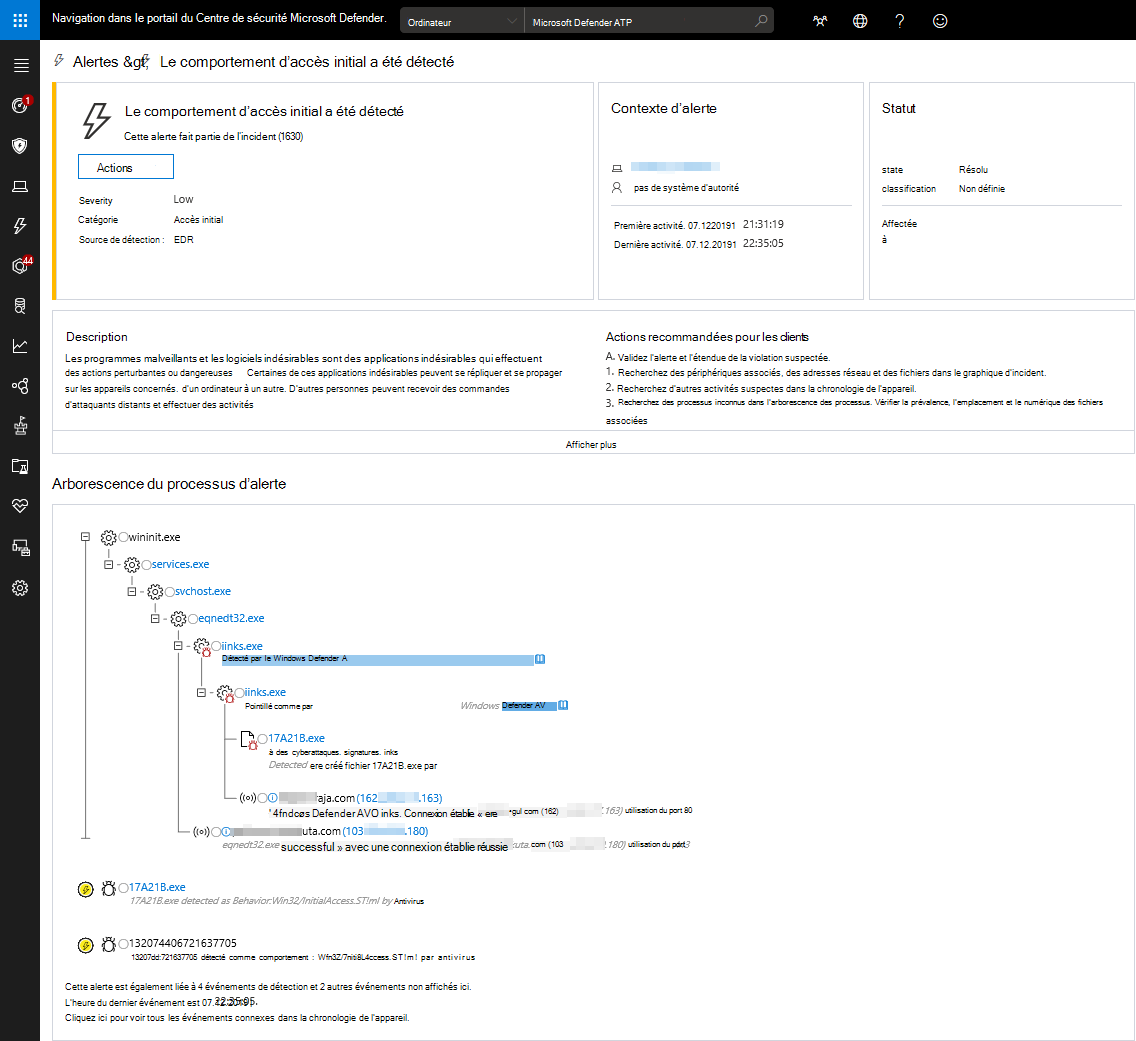 Navigation dans le portail du Centre de sécurité Microsoft Defender.
Ordinateur
Microsoft Defender ATP
Alertes &gt; Le comportement d'accès initial a été détecté
1
44
Le comportement d'accès initial a été détecté
Cette alerte fait partie de l'incident (1630)
Actions
Severity Low
Catégorie Accès initial
Source de détection : EDR
Contexte d'alerte
pas de système d'autorité
Première activité. 07.1220191 21:31:19
Dernière activité. 07.12.20191 22:35:05
Statut
state Résolu
classification Non définie
Affectée
à
Description
Les programmes malveillants et les logiciels indésirables sont des applications indésirables qui effectuent
des actions perturbantes ou dangereuses Certaines de ces applications indésirables peuvent se répliquer et se propager
sur les appareils concernés. d'un ordinateur à un autre. D'autres personnes peuvent recevoir des commandes
d'attaquants distants et effectuer des activités
Actions recommandées pour les clients
A. Validez l'alerte et l'étendue de la violation suspectée.
1. Recherchez des périphériques associés, des adresses réseau et des fichiers dans le graphique d'incident.
2. Recherchez d'autres activités suspectes dans la chronologie de l'appareil.
3. Recherchez des processus inconnus dans l'arborescence des processus. Vérifier la prévalence, l'emplacement et le numérique des fichiers
associées
Afficher plus
Arborescence du processus d'alerte
wininit.exe
services.exe
svchost.exe
eqnedt32.exe
iinks.exe
Détecté par le Windows Defender A
iinks.exe
Pointillé comme par Windows Defender AV
17A21B.exe
à des cyberattaques. signatures. inks
Detected ere créé fichier 17A21B.exe par
raja.com (162 .163)
' 4fndcøs Defender AVO inks. Connexion établie « ere gul com (162) .163) utilisation du port 80
uta.com (103 .180)
eqnedt32.exe successful » avec une connexion établie réussie cuta.com (103 .180) utilisation du
17A21B.exe
17A21B.exe detected as Behavior:Win32/InitialAccess.ST!ml by Antivirus
132074406721637705
13207dd:721637705 détecté comme comportement : Wfn3Z/7niti8L4ccess.ST!m! par antivirus
Cette alerte est également liée à 4 événements de détection et 2 autres événements non affichés ici.
L'heure du dernier événement est 07.12.2019 22:35:05.
Cliquez ici pour voir tous les événements connexes dans la chronologie de l'appareil.